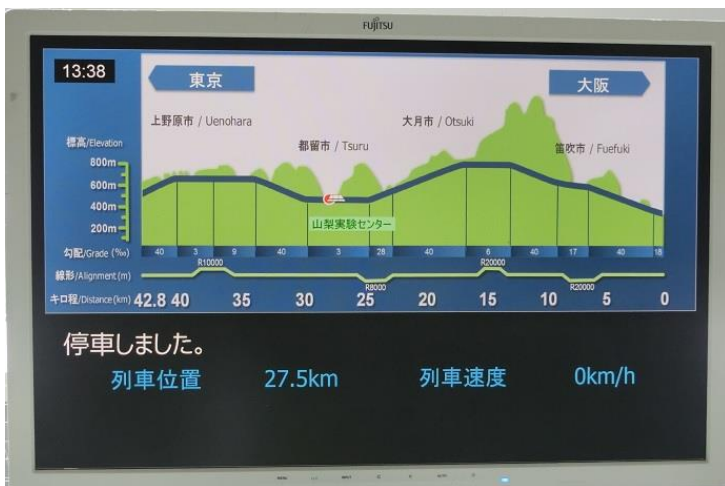 FUJITSU
13:38
東京
大阪
上野原市 / Uenohara
大月市 / Otsuki
都留市 / Tsuru
笛吹市 / Fuefuki
標高/Elevation
800m
600m
400m
200m
山梨実験センター
勾配/Grade (‰) 40 3 9 40 3 28 40 6 40 17 40 18
R10000 R20000
線形/Alignment (m)
R8000 R20000
キロ程/Distance (km) 42.8 40 35 30 25 20 15 10 5 0
停車しました。
列車位置 27.5km 列車速度 0km/h